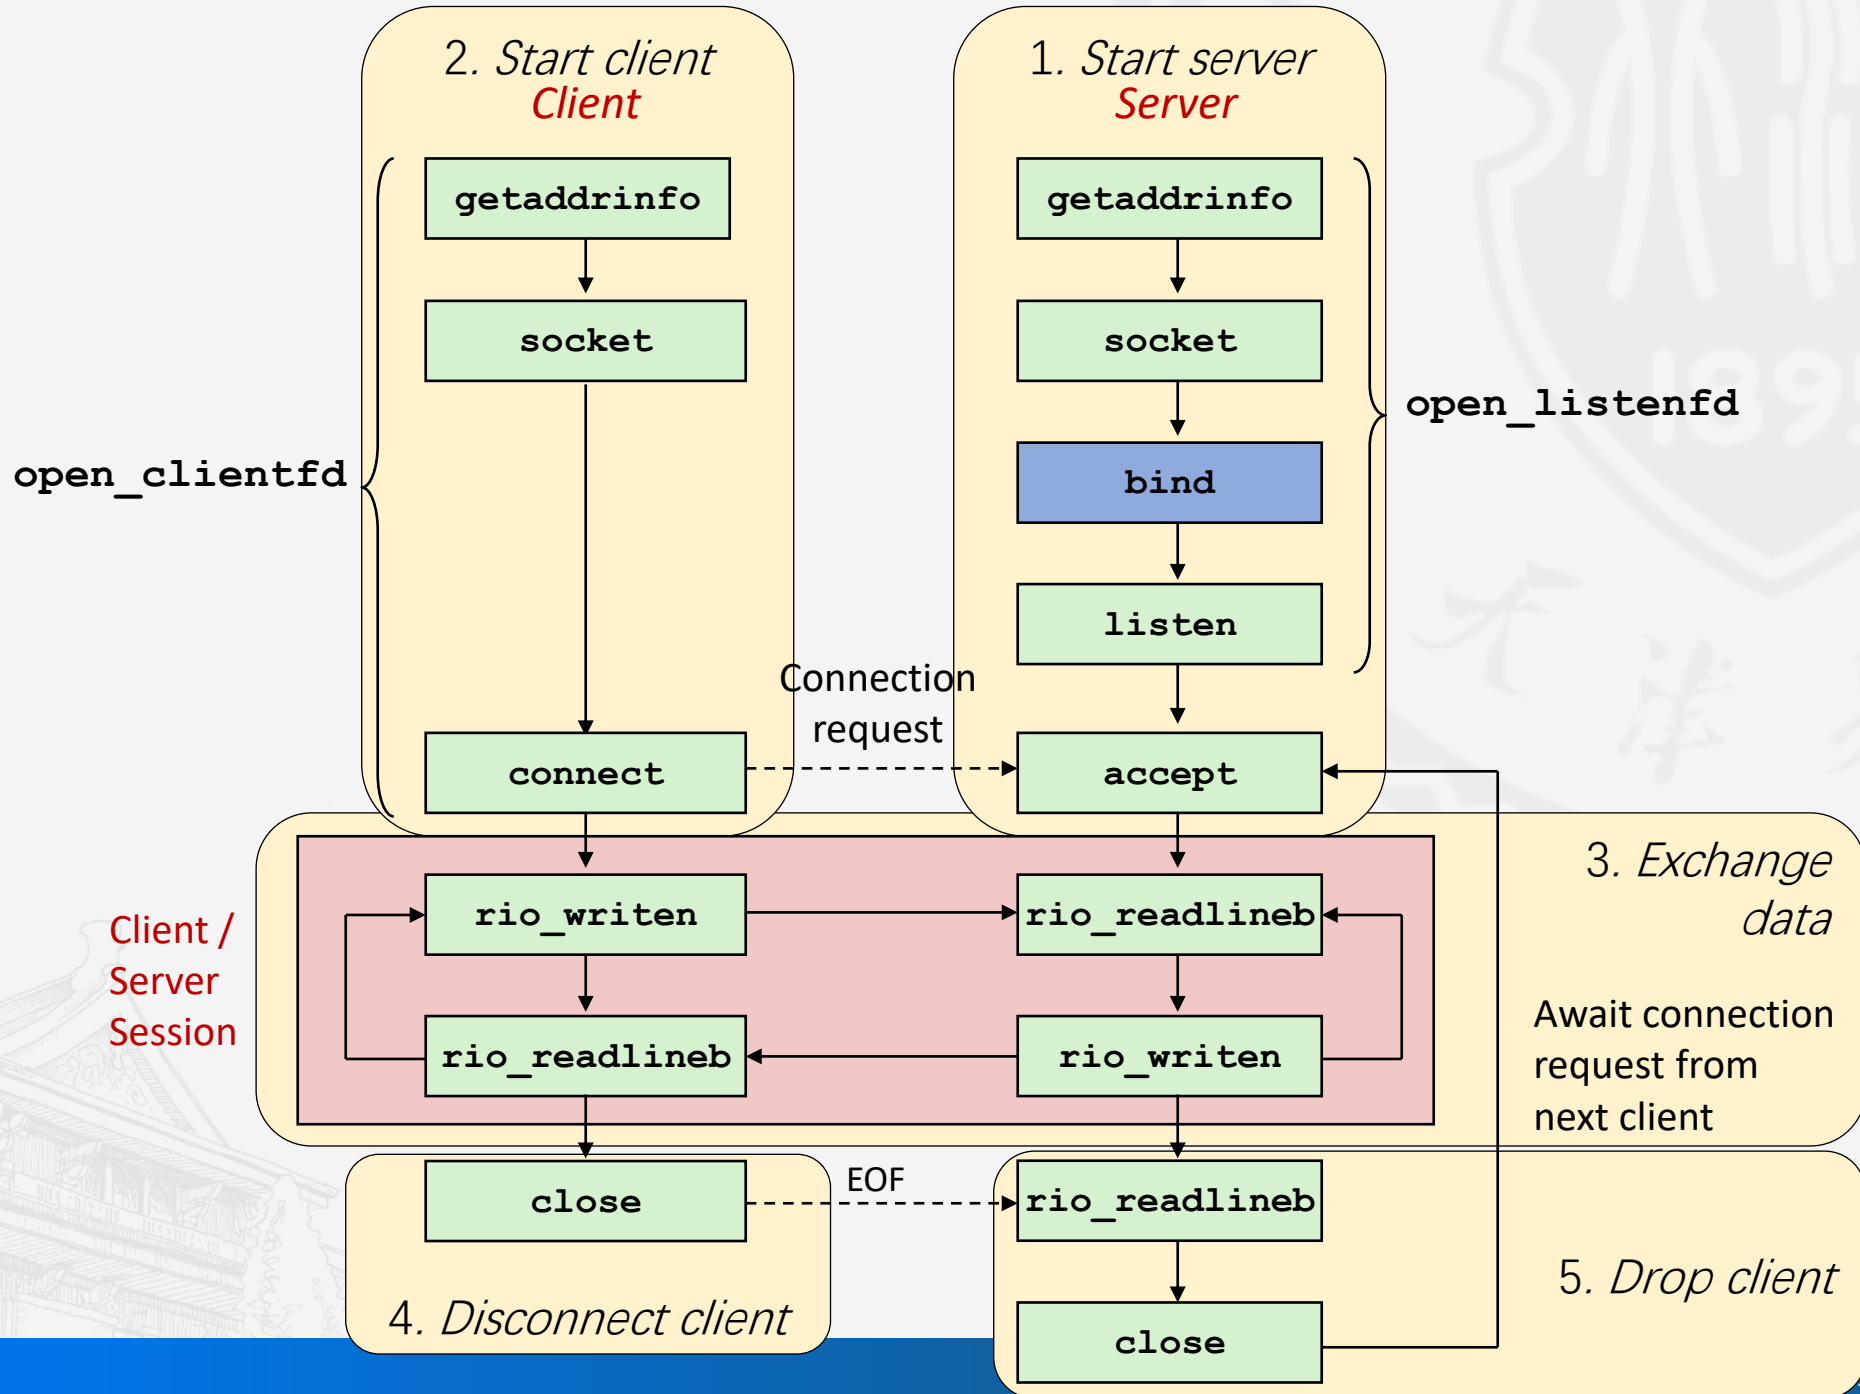 2. Start client
Client
1. Start server
Server
getaddrinfo
getaddrinfo
socket
socket
open_clientfd
bind
open_listenfd
listen
Connection
request
connect
accept
3. Exchange
data
Client /
Server
Session
rio_writen
rio_readlineb
rio_readlineb
rio_writen
Await connection
request from
next client
close
EOF
rio_readlineb
4. Disconnect client
5. Drop client
close
1895